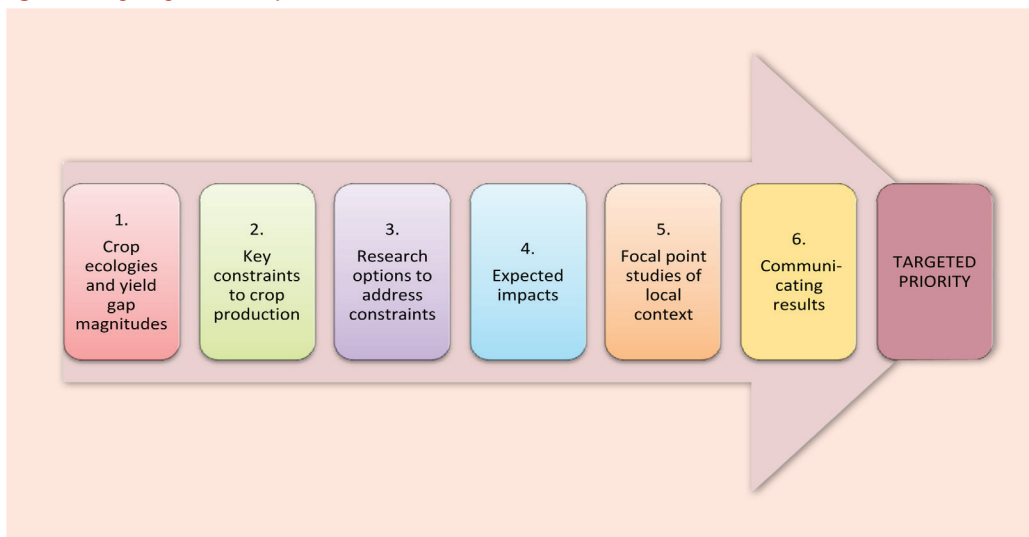 1.
Crop
ecologies
and yield
gap
magnitudes
2.
Key
constraints
to crop
production
3.
Research
options to
address
constraints
4.
Expected
impacts
5.
Focal point
studies of
local
context
6.
Communi-
cating
results
TARGETED
PRIORITY